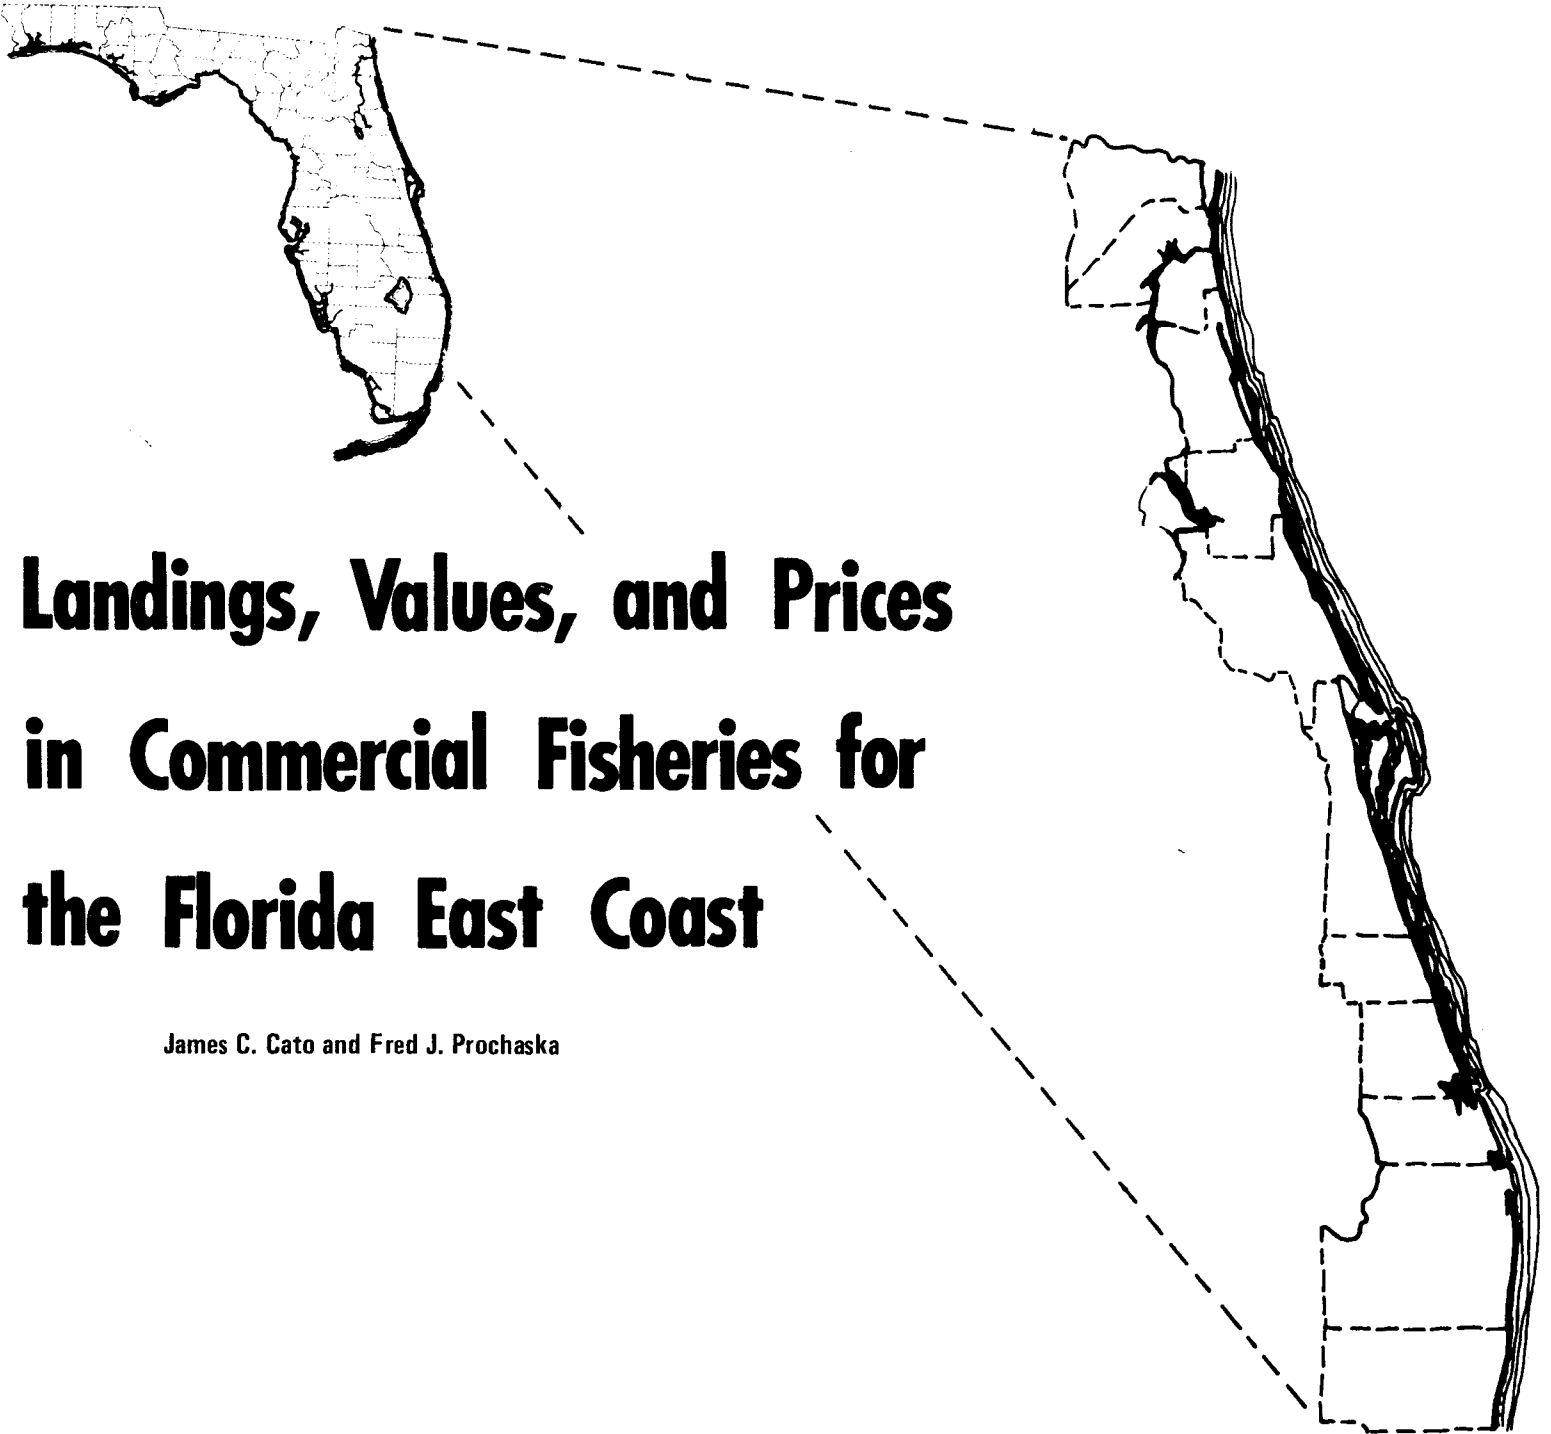 Landings, Values, and Prices
in Commercial Fisheries for
the Florida East Coast
James C. Cato and Fred J. Prochaska